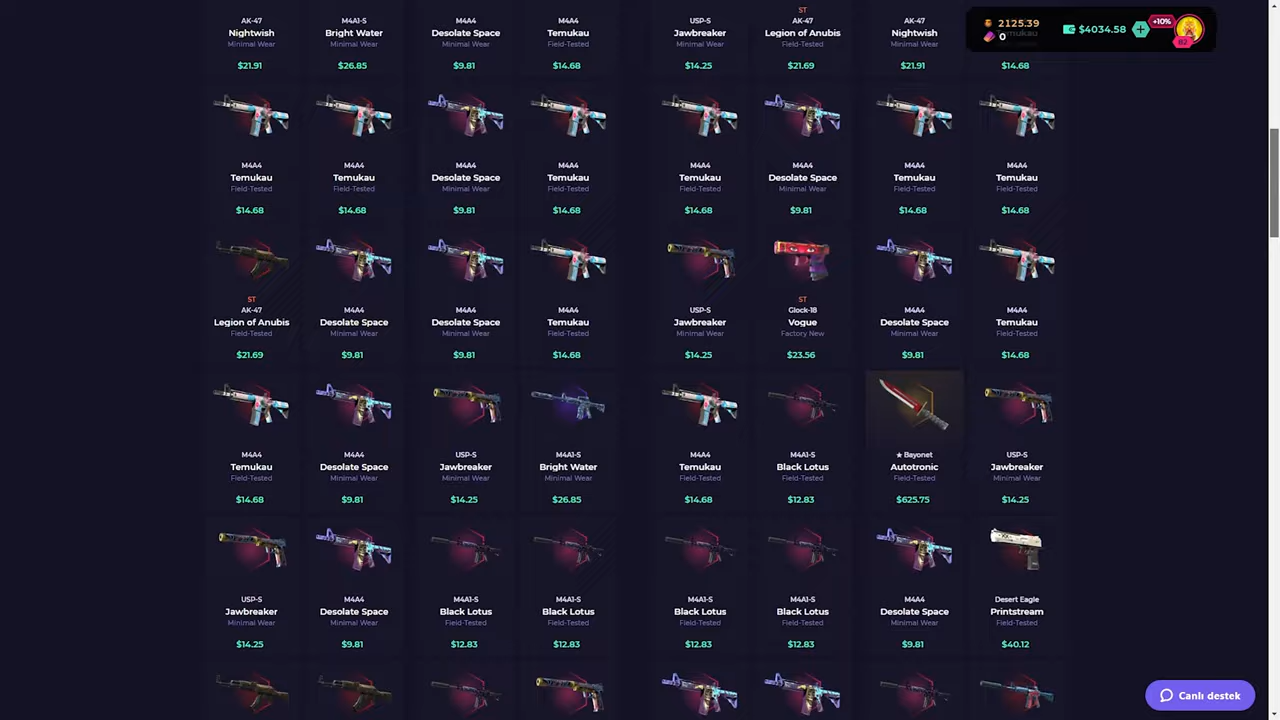 ST
AK-47 M4A1-S M4A4 M4A4 USP-S AK-47 AK-47
Nightwish Bright Water Desolate Space Temukau Jawbreaker Legion of Anubis Nightwish Temukau
Minimal Wear Minimal Wear Minimal Wear Field-Tested Minimal Wear Field-Tested Minimal Wear
$21.91 $26.85 $9.81 $14.68 $14.25 $21.69 $21.91 $14.68
2125.39
0
$4034.58
+10%
82
M4A4 M4A4 M4A4 M4A4 M4A4 M4A4 M4A4 M4A4
Temukau Temukau Desolate Space Temukau Temukau Desolate Space Temukau Temukau
Field-Tested Field-Tested Minimal Wear Field-Tested Field-Tested Minimal Wear Field-Tested Field-Tested
$14.68 $14.68 $9.81 $14.68 $14.68 $9.81 $14.68 $14.68
ST ST
AK-47 M4A4 M4A4 M4A4 USP-S Glock-18 M4A4 M4A4
Legion of Anubis Desolate Space Desolate Space Temukau Jawbreaker Vogue Desolate Space Temukau
Field-Tested Minimal Wear Minimal Wear Field-Tested Minimal Wear Factory New Minimal Wear Field-Tested
$21.69 $9.81 $9.81 $14.68 $14.25 $23.56 $9.81 $14.68
M4A4 M4A4 USP-S M4A1-S M4A4 M4A1-S ★ Bayonet USP-S
Temukau Desolate Space Jawbreaker Bright Water Temukau Black Lotus Autotronic Jawbreaker
Field-Tested Minimal Wear Minimal Wear Minimal Wear Field-Tested Field-Tested Field-Tested Minimal Wear
$14.68 $9.81 $14.25 $26.85 $14.68 $12.83 $625.75 $14.25
USP-S M4A4 M4A1-S M4A1-S M4A1-S M4A1-S M4A4 Desert Eagle
Jawbreaker Desolate Space Black Lotus Black Lotus Black Lotus Black Lotus Desolate Space Printstream
Minimal Wear Minimal Wear Field-Tested Field-Tested Field-Tested Field-Tested Minimal Wear Field-Tested
$14.25 $9.81 $12.83 $12.83 $12.83 $12.83 $9.81 $40.12
Canlı destek